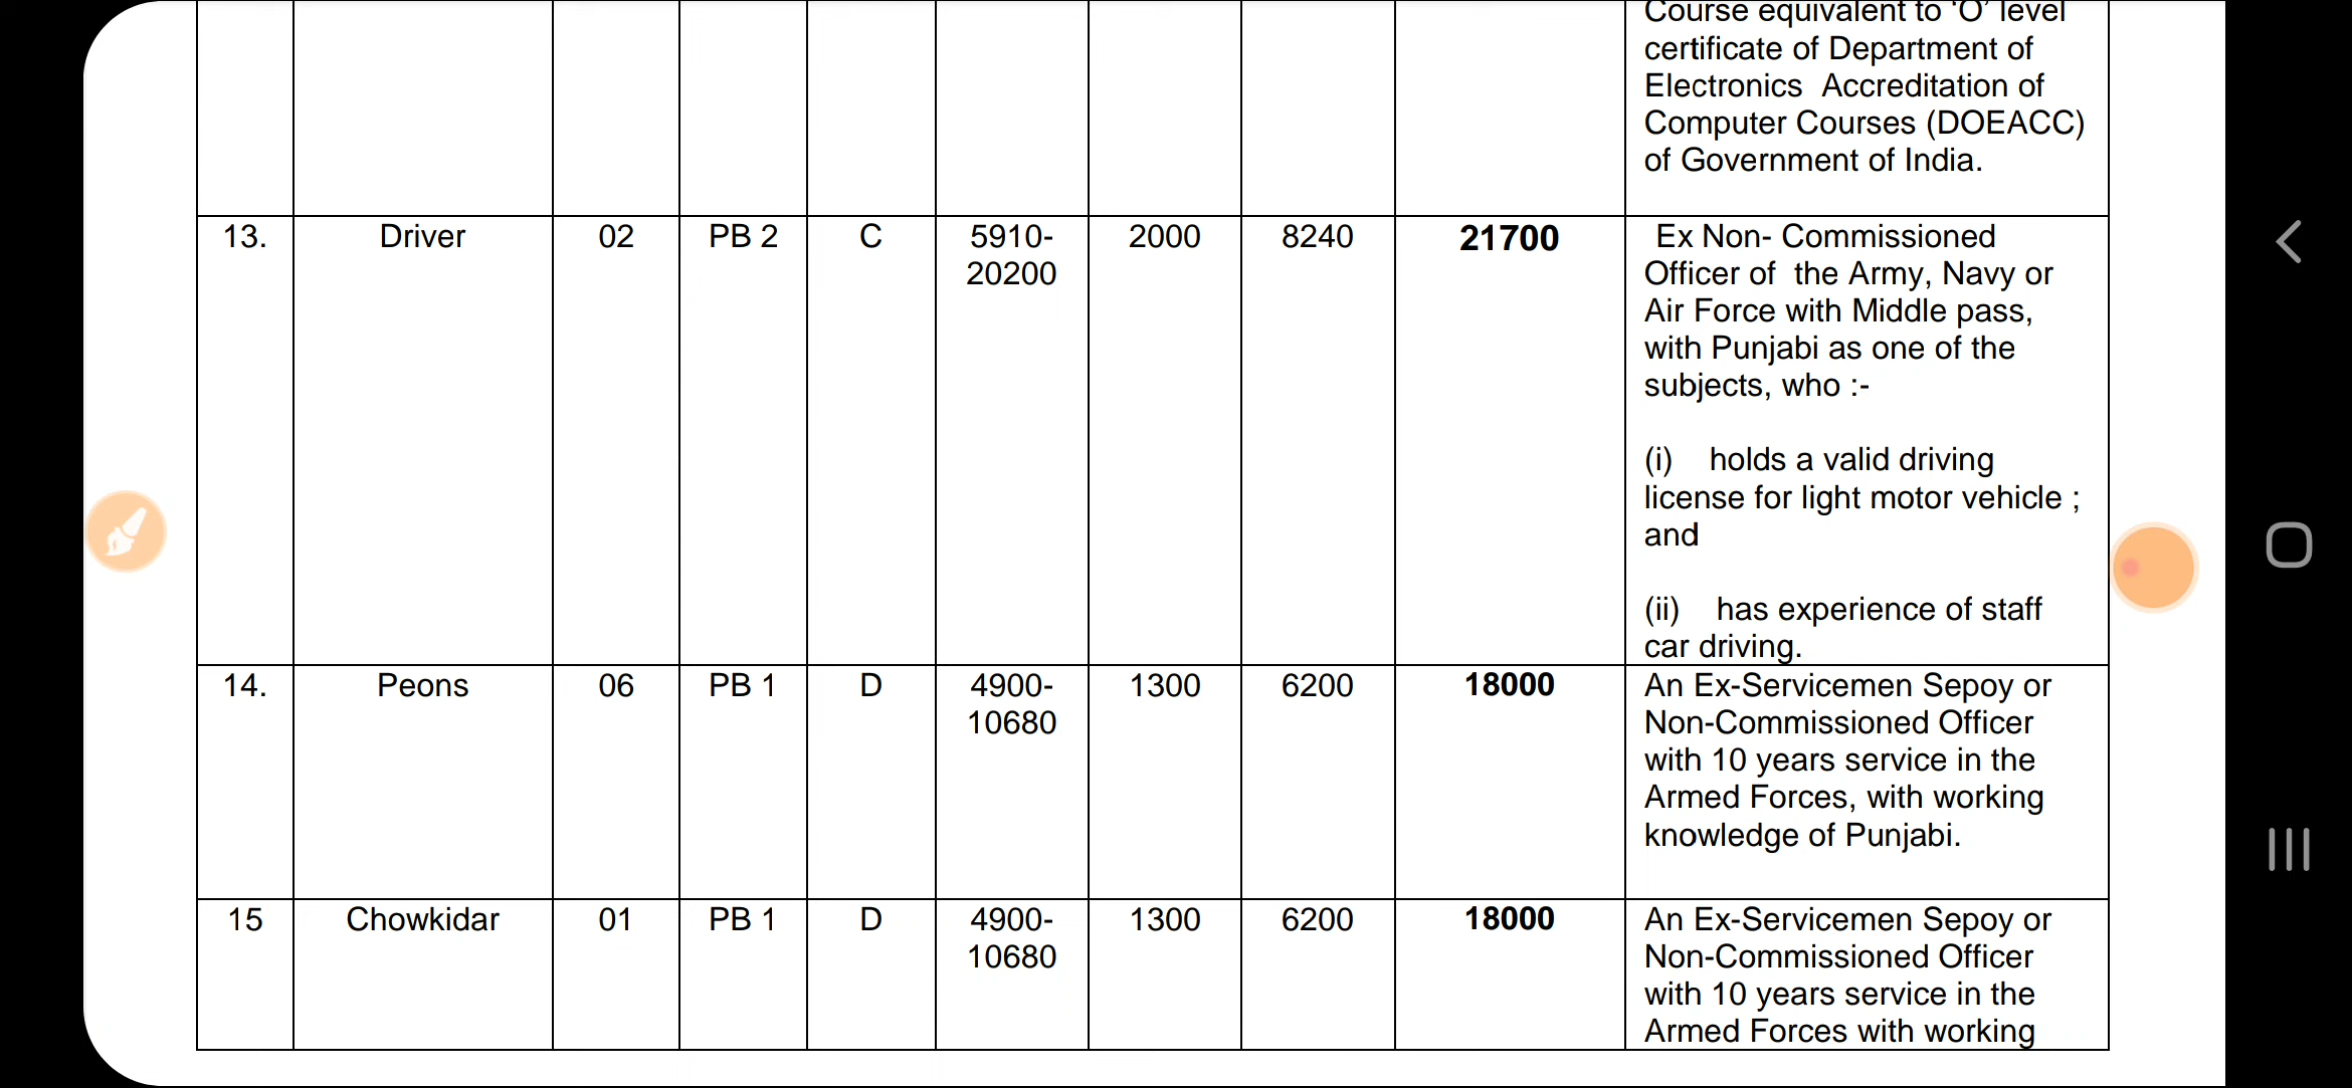 Course equivalent to 'O' level
certificate of Department of
Electronics Accreditation of
Computer Courses (DOEACC)
of Government of India.
13. Driver 02 PB 2 C 5910-20200 2000 8240 21700
Ex Non- Commissioned
Officer of the Army, Navy or
Air Force with Middle pass,
with Punjabi as one of the
subjects, who :-
(i) holds a valid driving
license for light motor vehicle ;
and
(ii) has experience of staff
car driving.
14. Peons 06 PB 1 D 4900-10680 1300 6200 18000
An Ex-Servicemen Sepoy or
Non-Commissioned Officer
with 10 years service in the
Armed Forces, with working
knowledge of Punjabi.
15 Chowkidar 01 PB 1 D 4900-10680 1300 6200 18000
An Ex-Servicemen Sepoy or
Non-Commissioned Officer
with 10 years service in the
Armed Forces with working